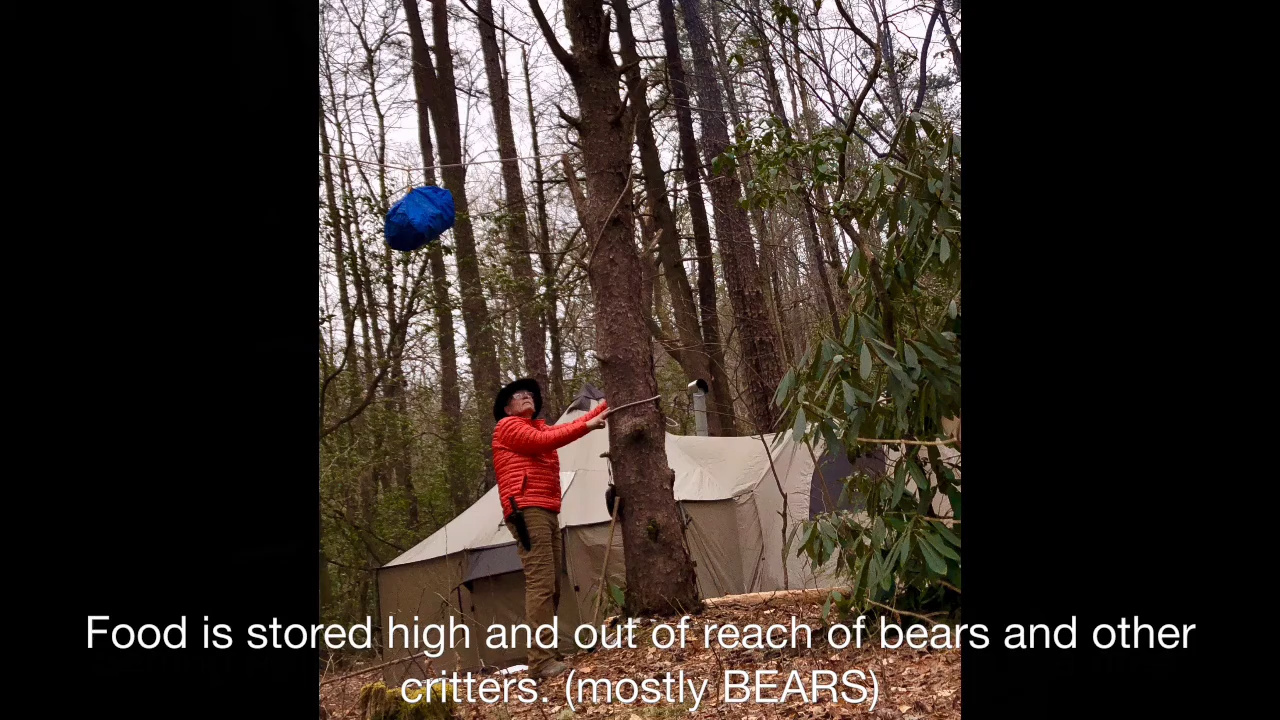 Food is stored high and out of reach of bears and other
critters. (mostly BEARS)